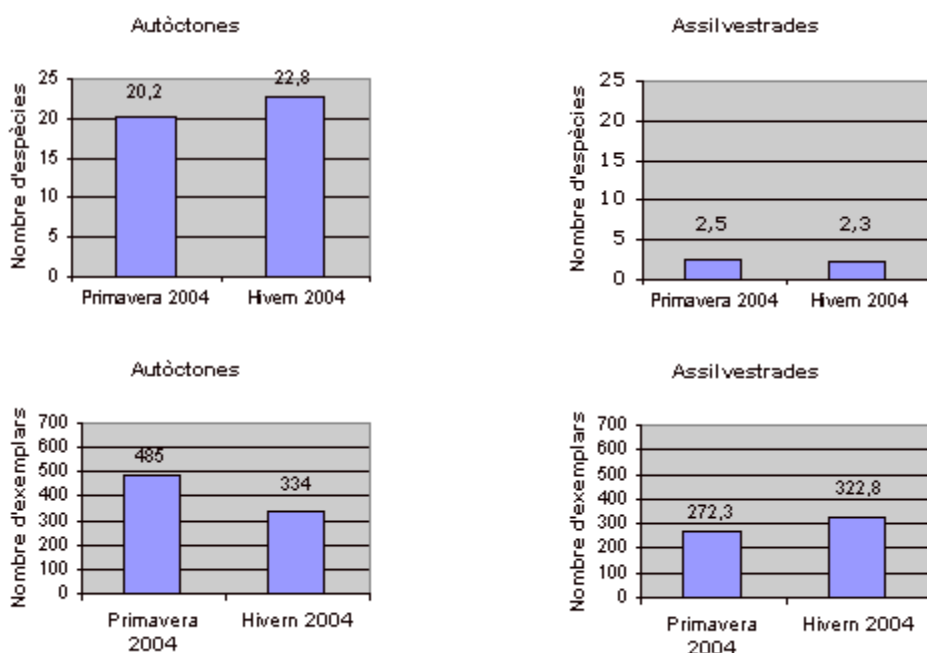 Autòctones
Nombre d'espècies
25
20
15
10
5
0
20,2
22,8
Primavera 2004
Hivern 2004
Assilvestrades
Nombre d'espècies
25
20
15
10
5
0
2,5
2,3
Primavera 2004
Hivern 2004
Autòctones
Nombre d'exemplars
700
600
500
400
300
200
100
0
485
334
Primavera
2004
Hivern 2004
Assilvestrades
Nombre d'exemplars
700
600
500
400
300
200
100
0
272,3
322,8
Primavera
2004
Hivern 2004